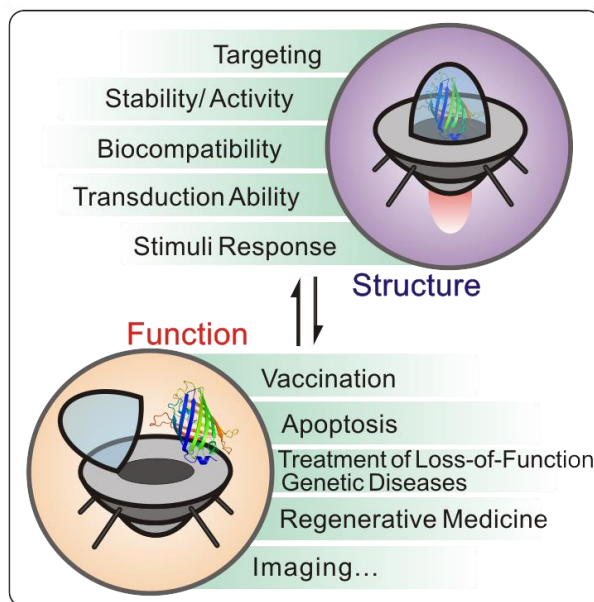 Targeting
Stability/ Activity
Biocompatibility
Transduction Ability
Stimuli Response
Structure
Function
Vaccination
Apoptosis
Treatment of Loss-of-Function
Genetic Diseases
Regenerative Medicine
Imaging...